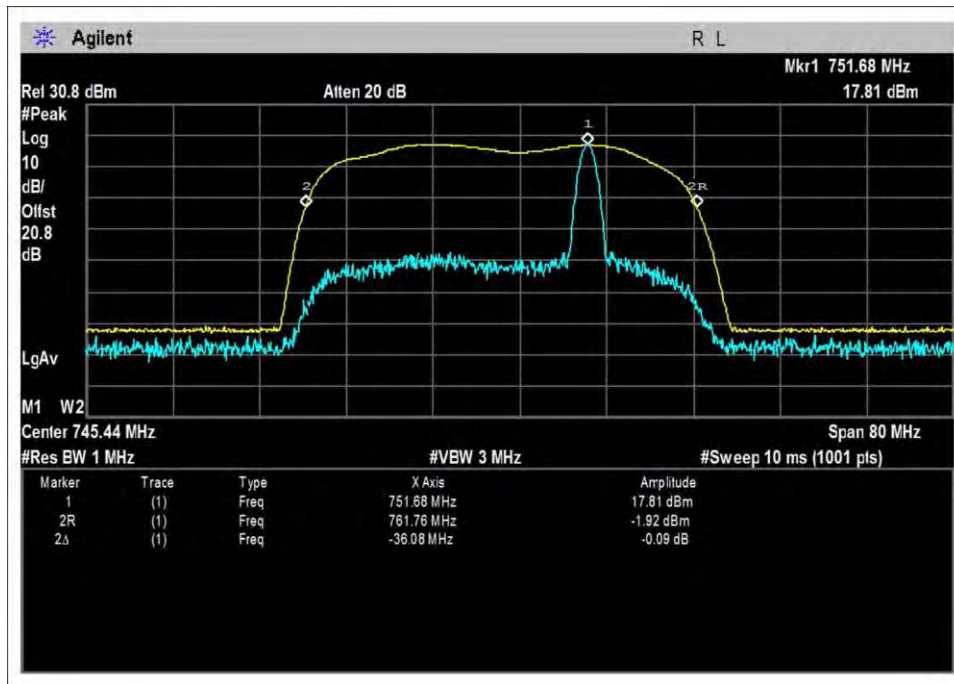 Agilent R L
Mkr1 751.68 MHz
Ref 30.8 dBm Atten 20 dB 17.81 dBm
#Peak
Log
10
dB/
Offst
20.8
dB
1
2
2R
LgAv
M1 W2
Center 745.44 MHz Span 80 MHz
#Res BW 1 MHz #VBW 3 MHz #Sweep 10 ms (1001 pts)
Marker Trace Type X Axis Amplitude
1 (1) Freq 751.68 MHz 17.81 dBm
2R (1) Freq 761.76 MHz -1.92 dBm
2Δ (1) Freq -36.08 MHz -0.09 dB